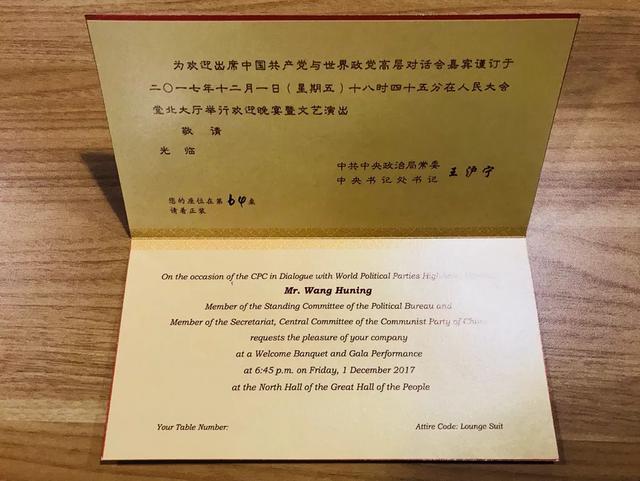 为欢迎出席中国共产党与世界政党高层对话会嘉宾谨订于
二〇一七年十二月一日（星期五）十八时四十五分在人民大会
堂北大厅举行欢迎晚宴暨文艺演出
敬请
光临
中共中央政治局常委
中央书记处书记
王沪宁
您的座位在第64桌
请着正装
On the occasion of the CPC in Dialogue with World Political Parties
Mr. Wang Huning
Member of the Standing Committee of the Political Bureau and
Member of the Secretariat, Central Committee of the Communist Party of China
requests the pleasure of your company
at a Welcome Banquet and Gala Performance
at 6:45 p.m. on Friday, 1 December 2017
at the North Hall of the Great Hall of the People
Your Table Number:
Attire Code: Lounge Suit